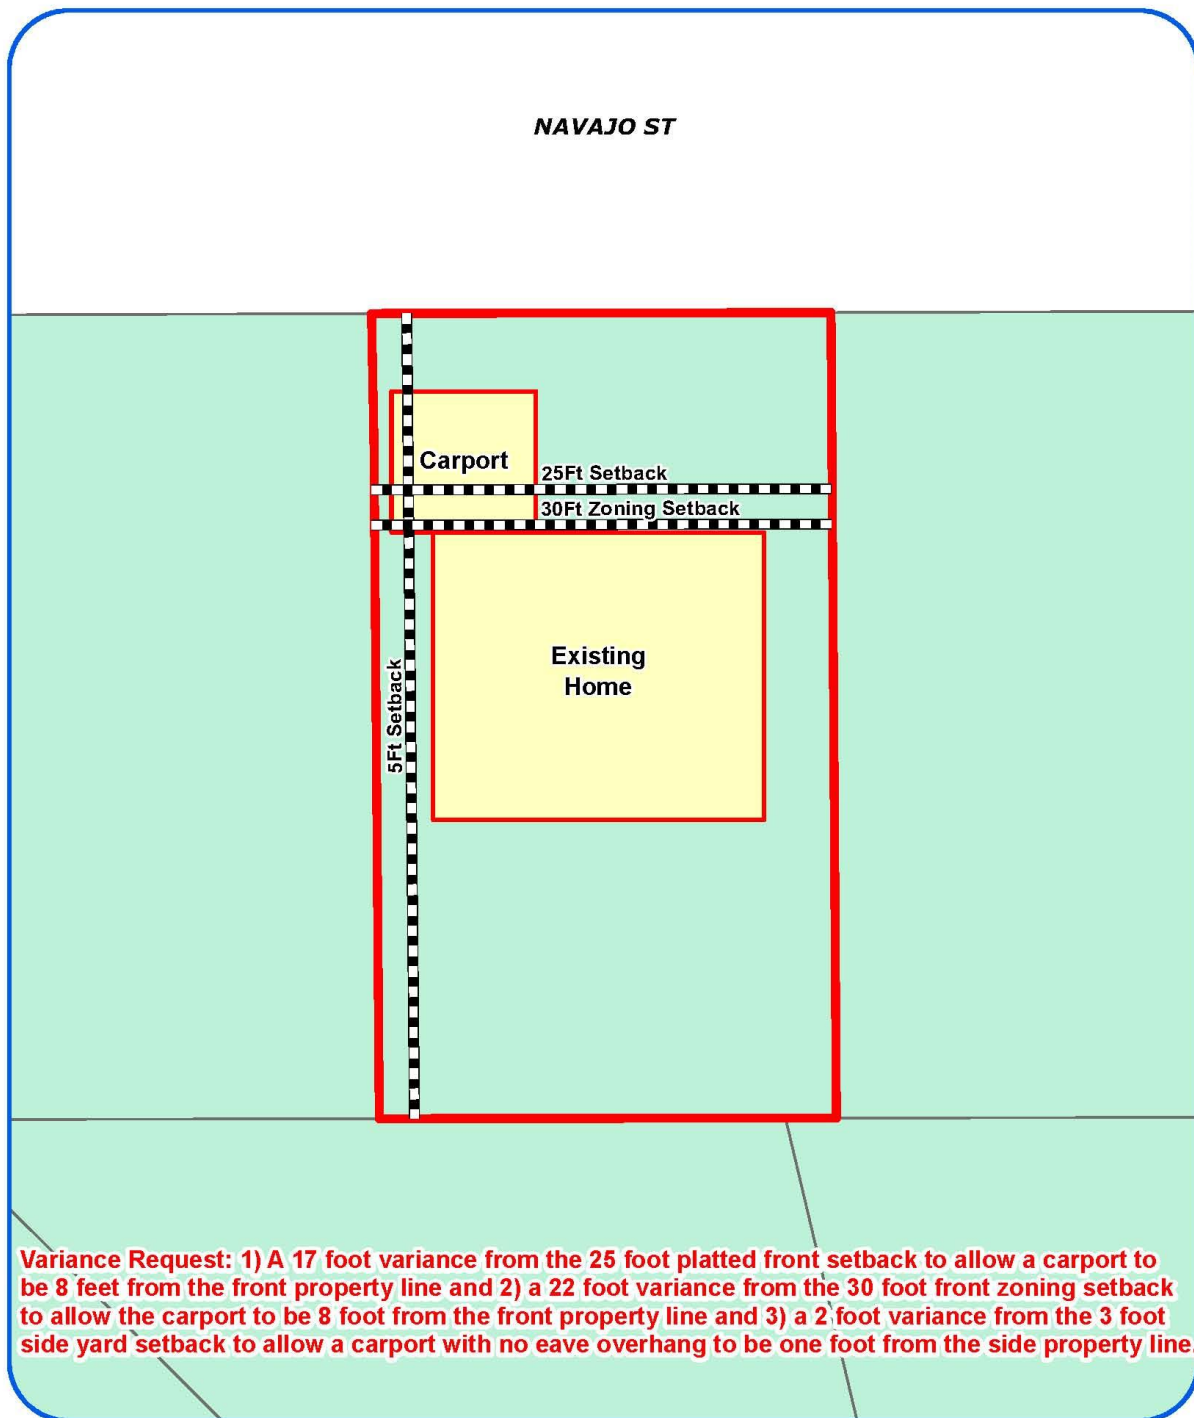 NAVAJO ST
Carport
25Ft Setback
30Ft Zoning Setback
Existing
Home
5Ft Setback
Variance Request: 1) A 17 foot variance from the 25 foot platted front setback to allow a carport to
be 8 feet from the front property line and 2) a 22 foot variance from the 30 foot front zoning setback
to allow the carport to be 8 foot from the front property line and 3) a 2 foot variance from the 3 foot
side yard setback to allow a carport with no eave overhang to be one foot from the side property line.